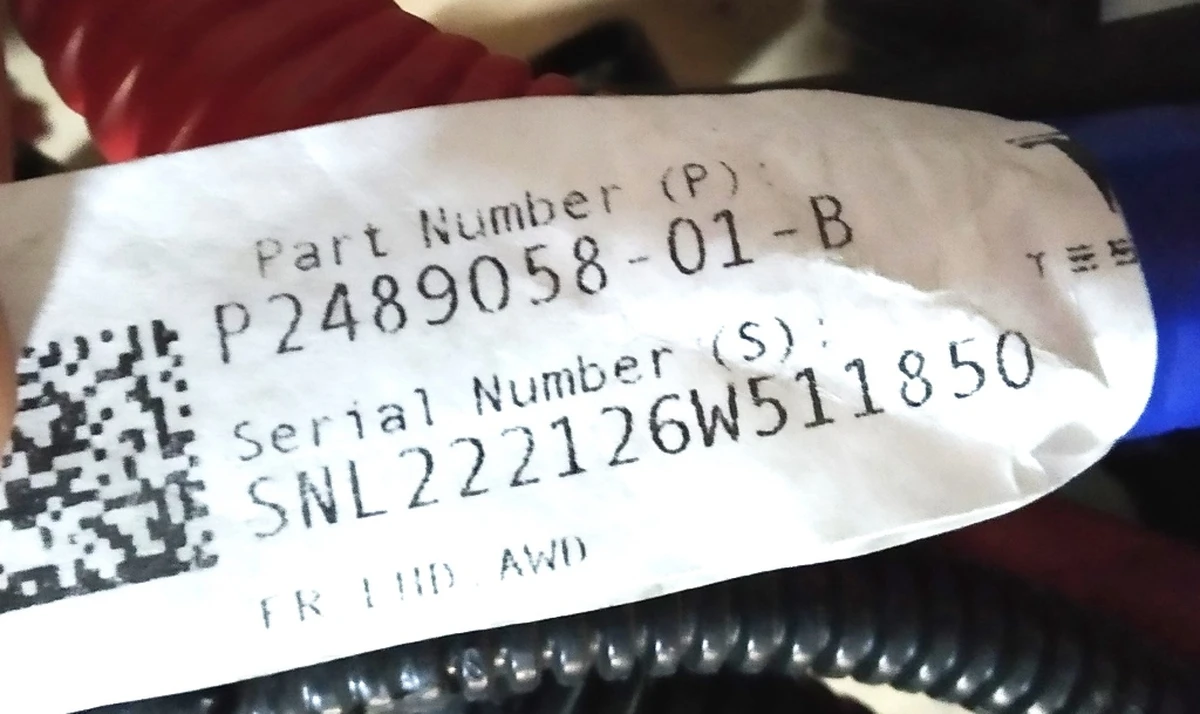 Part Number (P):
P2489058-01-B
Serial Number (S):
SNL222126W511850
FR LHD AWD